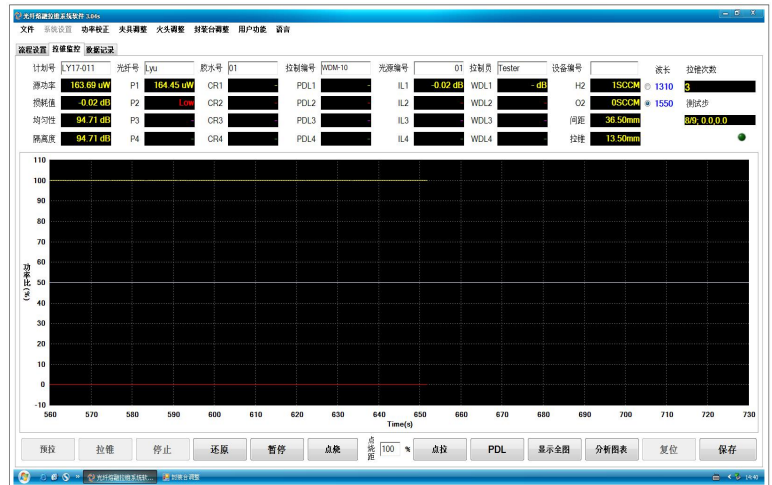 光纤熔融拉锥系统软件 3.04s
文件 系统设置 功率校正 夹具调整 火头调整 封装台调整 用户功能 语言
流程设置 拉锥监控 数据记录
计划号 LY17-011 光纤号 Lyu 胶水号 01 拉制编号 WDM-10 光源编号 01 拉制员 Tester 设备编号 波长 拉锥次数
源功率 163.69 uW P1 164.45 uW CR1 - PDL1 - IL1 -0.02 dB WDL1 - dB H2 1SCCM 1310 3
损耗值 -0.02 dB P2 Low CR2 - PDL2 - IL2 - WDL2 - O2 0SCCM 1550 测试步
均匀性 94.71 dB P3 - CR3 - PDL3 - IL3 - WDL3 - 间距 36.50mm 8/9; 0.0,0.0
隔离度 94.71 dB P4 - CR4 - PDL4 - IL4 - WDL4 - 拉锥 13.50mm
110
100
90
80
70
60
50
40
30
20
10
0
-10
功率比(%)
560 570 580 590 600 610 620 630 640 650 660 670 680 690 700 710 720 730
Time(s)
预拉 拉锥 停止 还原 暂停 点烧 点烧距 100 % 点拉 PDL 显示全图 分析图表 复位 保存
光纤熔融拉锥系统软... 封装台调整 14:40